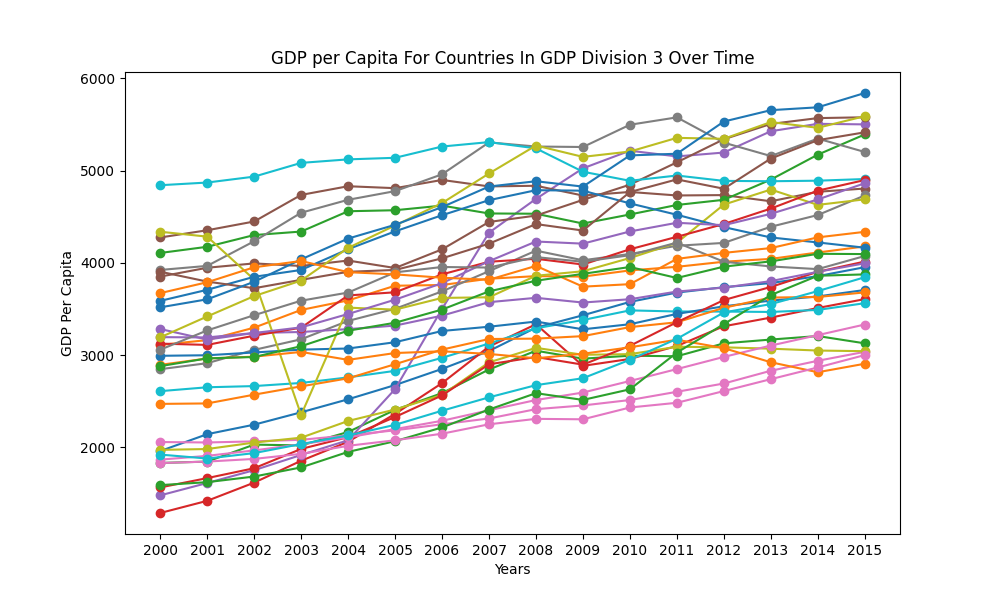 GDP per Capita For Countries In GDP Division 3 Over Time
6000
5000
4000
3000
2000
GDP Per Capita
2000 2001 2002 2003 2004 2005 2006 2007 2008 2009 2010 2011 2012 2013 2014 2015
Years